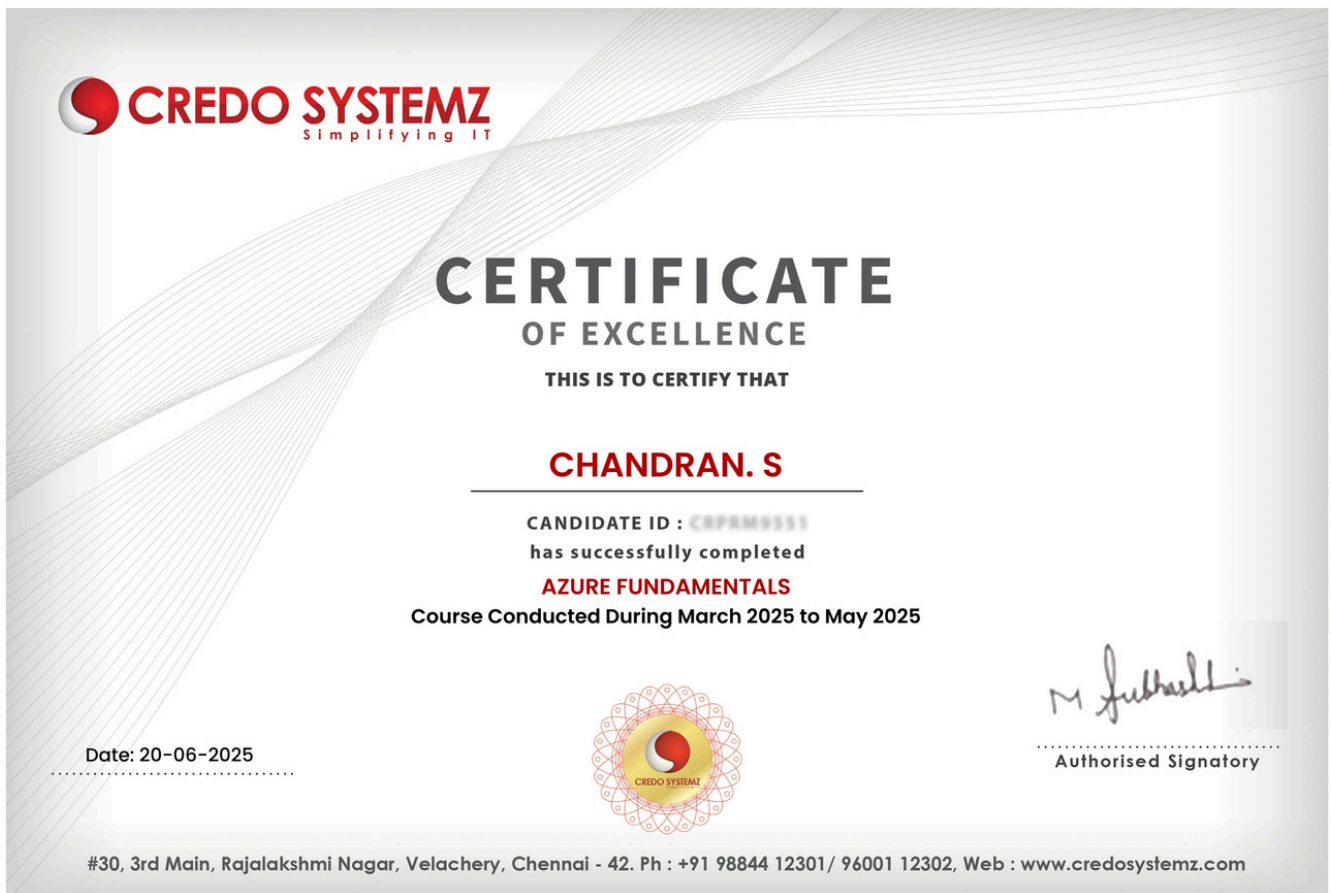 CREDO SYSTEMZ
Simplifying IT
CERTIFICATE
OF EXCELLENCE
THIS IS TO CERTIFY THAT
CHANDRAN. S
CANDIDATE ID :
has successfully completed
AZURE FUNDAMENTALS
Course Conducted During March 2025 to May 2025
Date: 20-06-2025
CREDO SYSTEMZ
Authorised Signatory
#30, 3rd Main, Rajalakshmi Nagar, Velachery, Chennai - 42. Ph : +91 98844 12301/ 96001 12302, Web : www.credosystemz.com